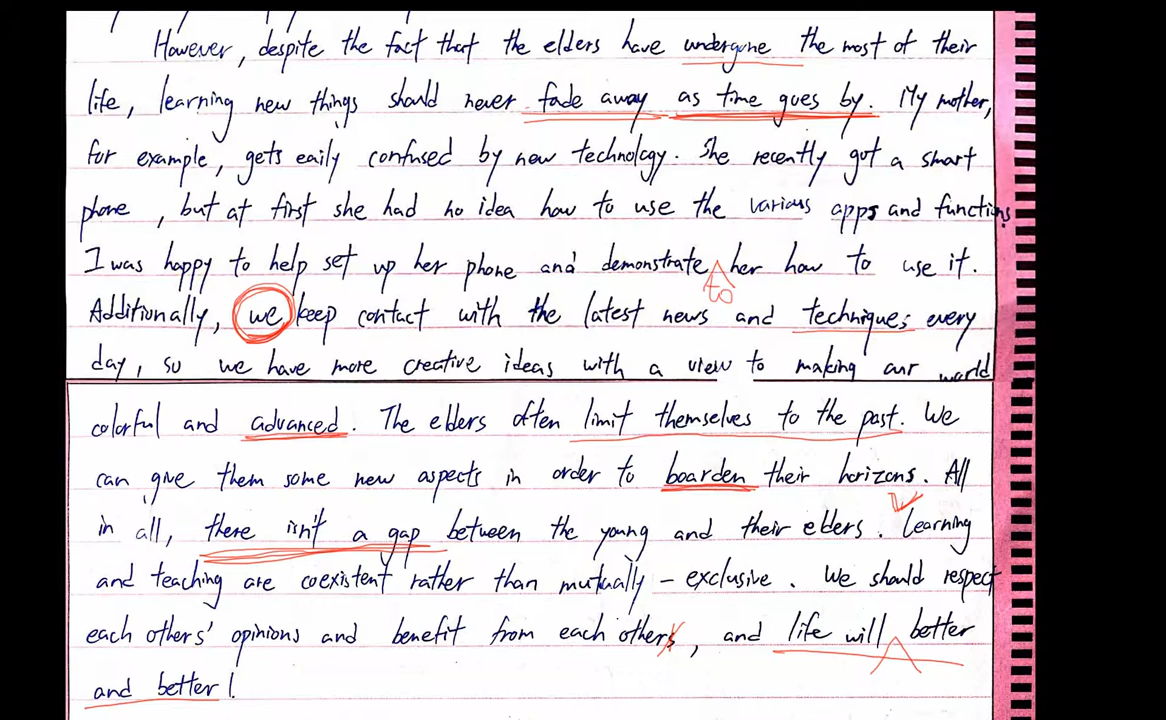 However, despite the fact that the elders have undergone the most of their
life, learning new things should never fade away as time goes by. My mother,
for example, gets eaily confused by new technology. She recently got a smart
phone , but at first she had no idea how to use the various apps and functions
I was happy to help set up her phone and demonstrate her how to use it.
to
Additionally, we keep contact with the latest news and techniques every
day, so we have more creative ideas with a view to making our world
colorful and advanced. The elders often limit themselves to the past. We
can give them some new aspects in order to boarden their horizons. All
in all, there isn't a gap between the young and their elders. Learning
and teaching are coexistent rather than mutually-exclusive. We should respect
each others' opinions and benefit from each others, and life will better
and better!